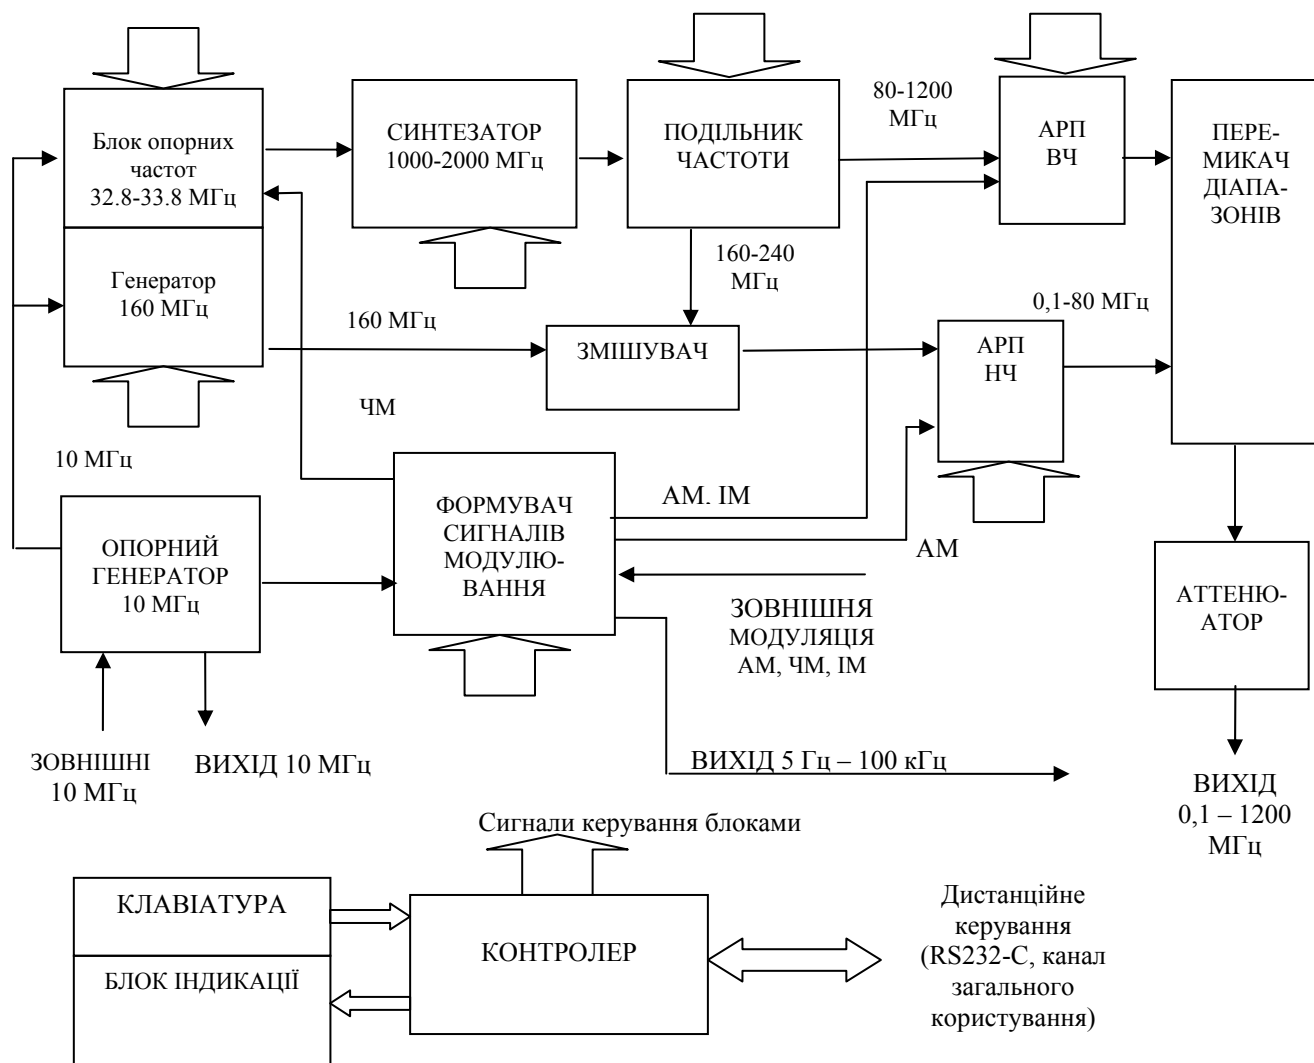 Блок опорних
частот
32.8-33.8 МГц
Генератор
160 МГц
СИНТЕЗАТОР
1000-2000 МГц
ПОДІЛЬНИК
ЧАСТОТИ
80-1200
МГц
АРП
ВЧ
ПЕРЕ-
МИКАЧ
ДІАПА-
ЗОНІВ
160-240
МГц
160 МГц
ЗМІШУВАЧ
0,1-80 МГц
АРП
НЧ
ЧМ
10 МГц
ОПОРНИЙ
ГЕНЕРАТОР
10 МГц
ФОРМУВАЧ
СИГНАЛІВ
МОДУЛЮ-
ВАННЯ
АМ. ІМ
АМ
ЗОВНІШНЯ
МОДУЛЯЦІЯ
АМ, ЧМ, ІМ
АТТЕНЮ-
АТОР
ЗОВНІШНІ
10 МГц
ВИХІД 10 МГц
ВИХІД 5 Гц – 100 кГц
ВИХІД
0,1 – 1200
МГц
Сигнали керування блоками
КЛАВІАТУРА
БЛОК ІНДИКАЦІЇ
КОНТРОЛЕР
Дистанційне
керування
(RS232-C, канал
загального
користування)